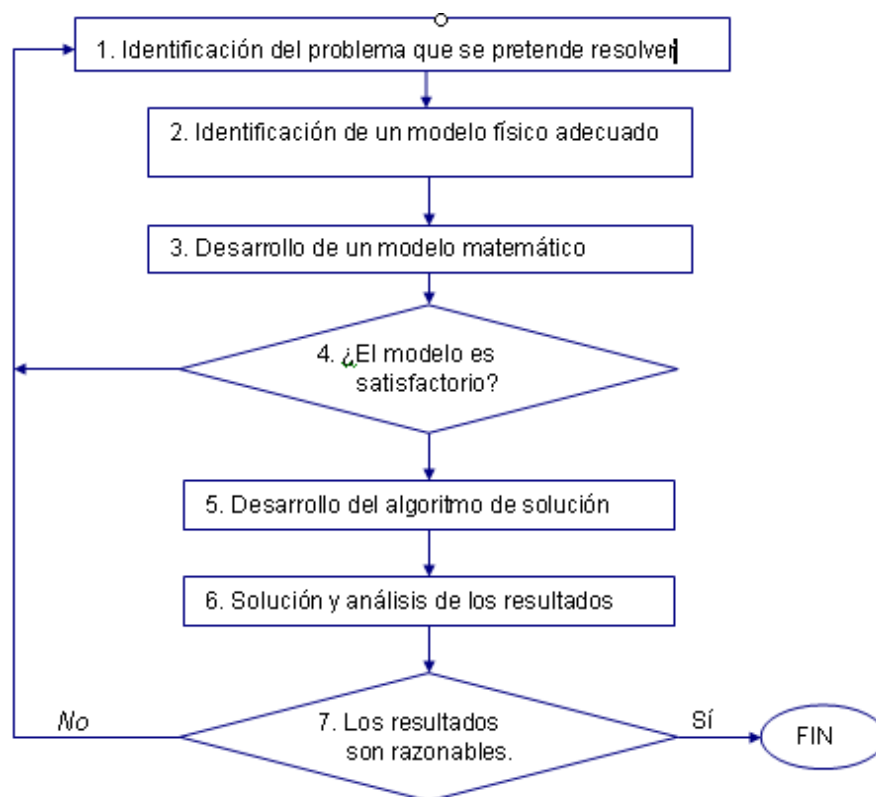 1. Identificación del problema que se pretende resolver
2. Identificación de un modelo físico adecuado
3. Desarrollo de un modelo matemático
4. ¿El modelo es
satisfactorio?
5. Desarrollo del algoritmo de solución
6. Solución y análisis de los resultados
No
7. Los resultados
son razonables.
Sí
FIN